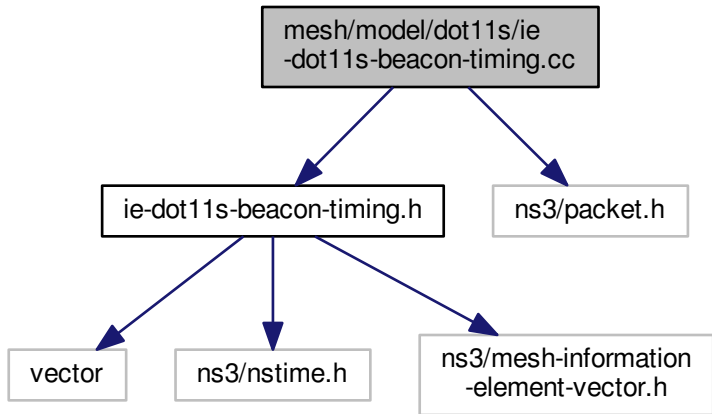 mesh/model/dot11s/ie
-dot11s-beacon-timing.cc
ie-dot11s-beacon-timing.h
ns3/packet.h
vector
ns3/nstime.h
ns3/mesh-information
-element-vector.h